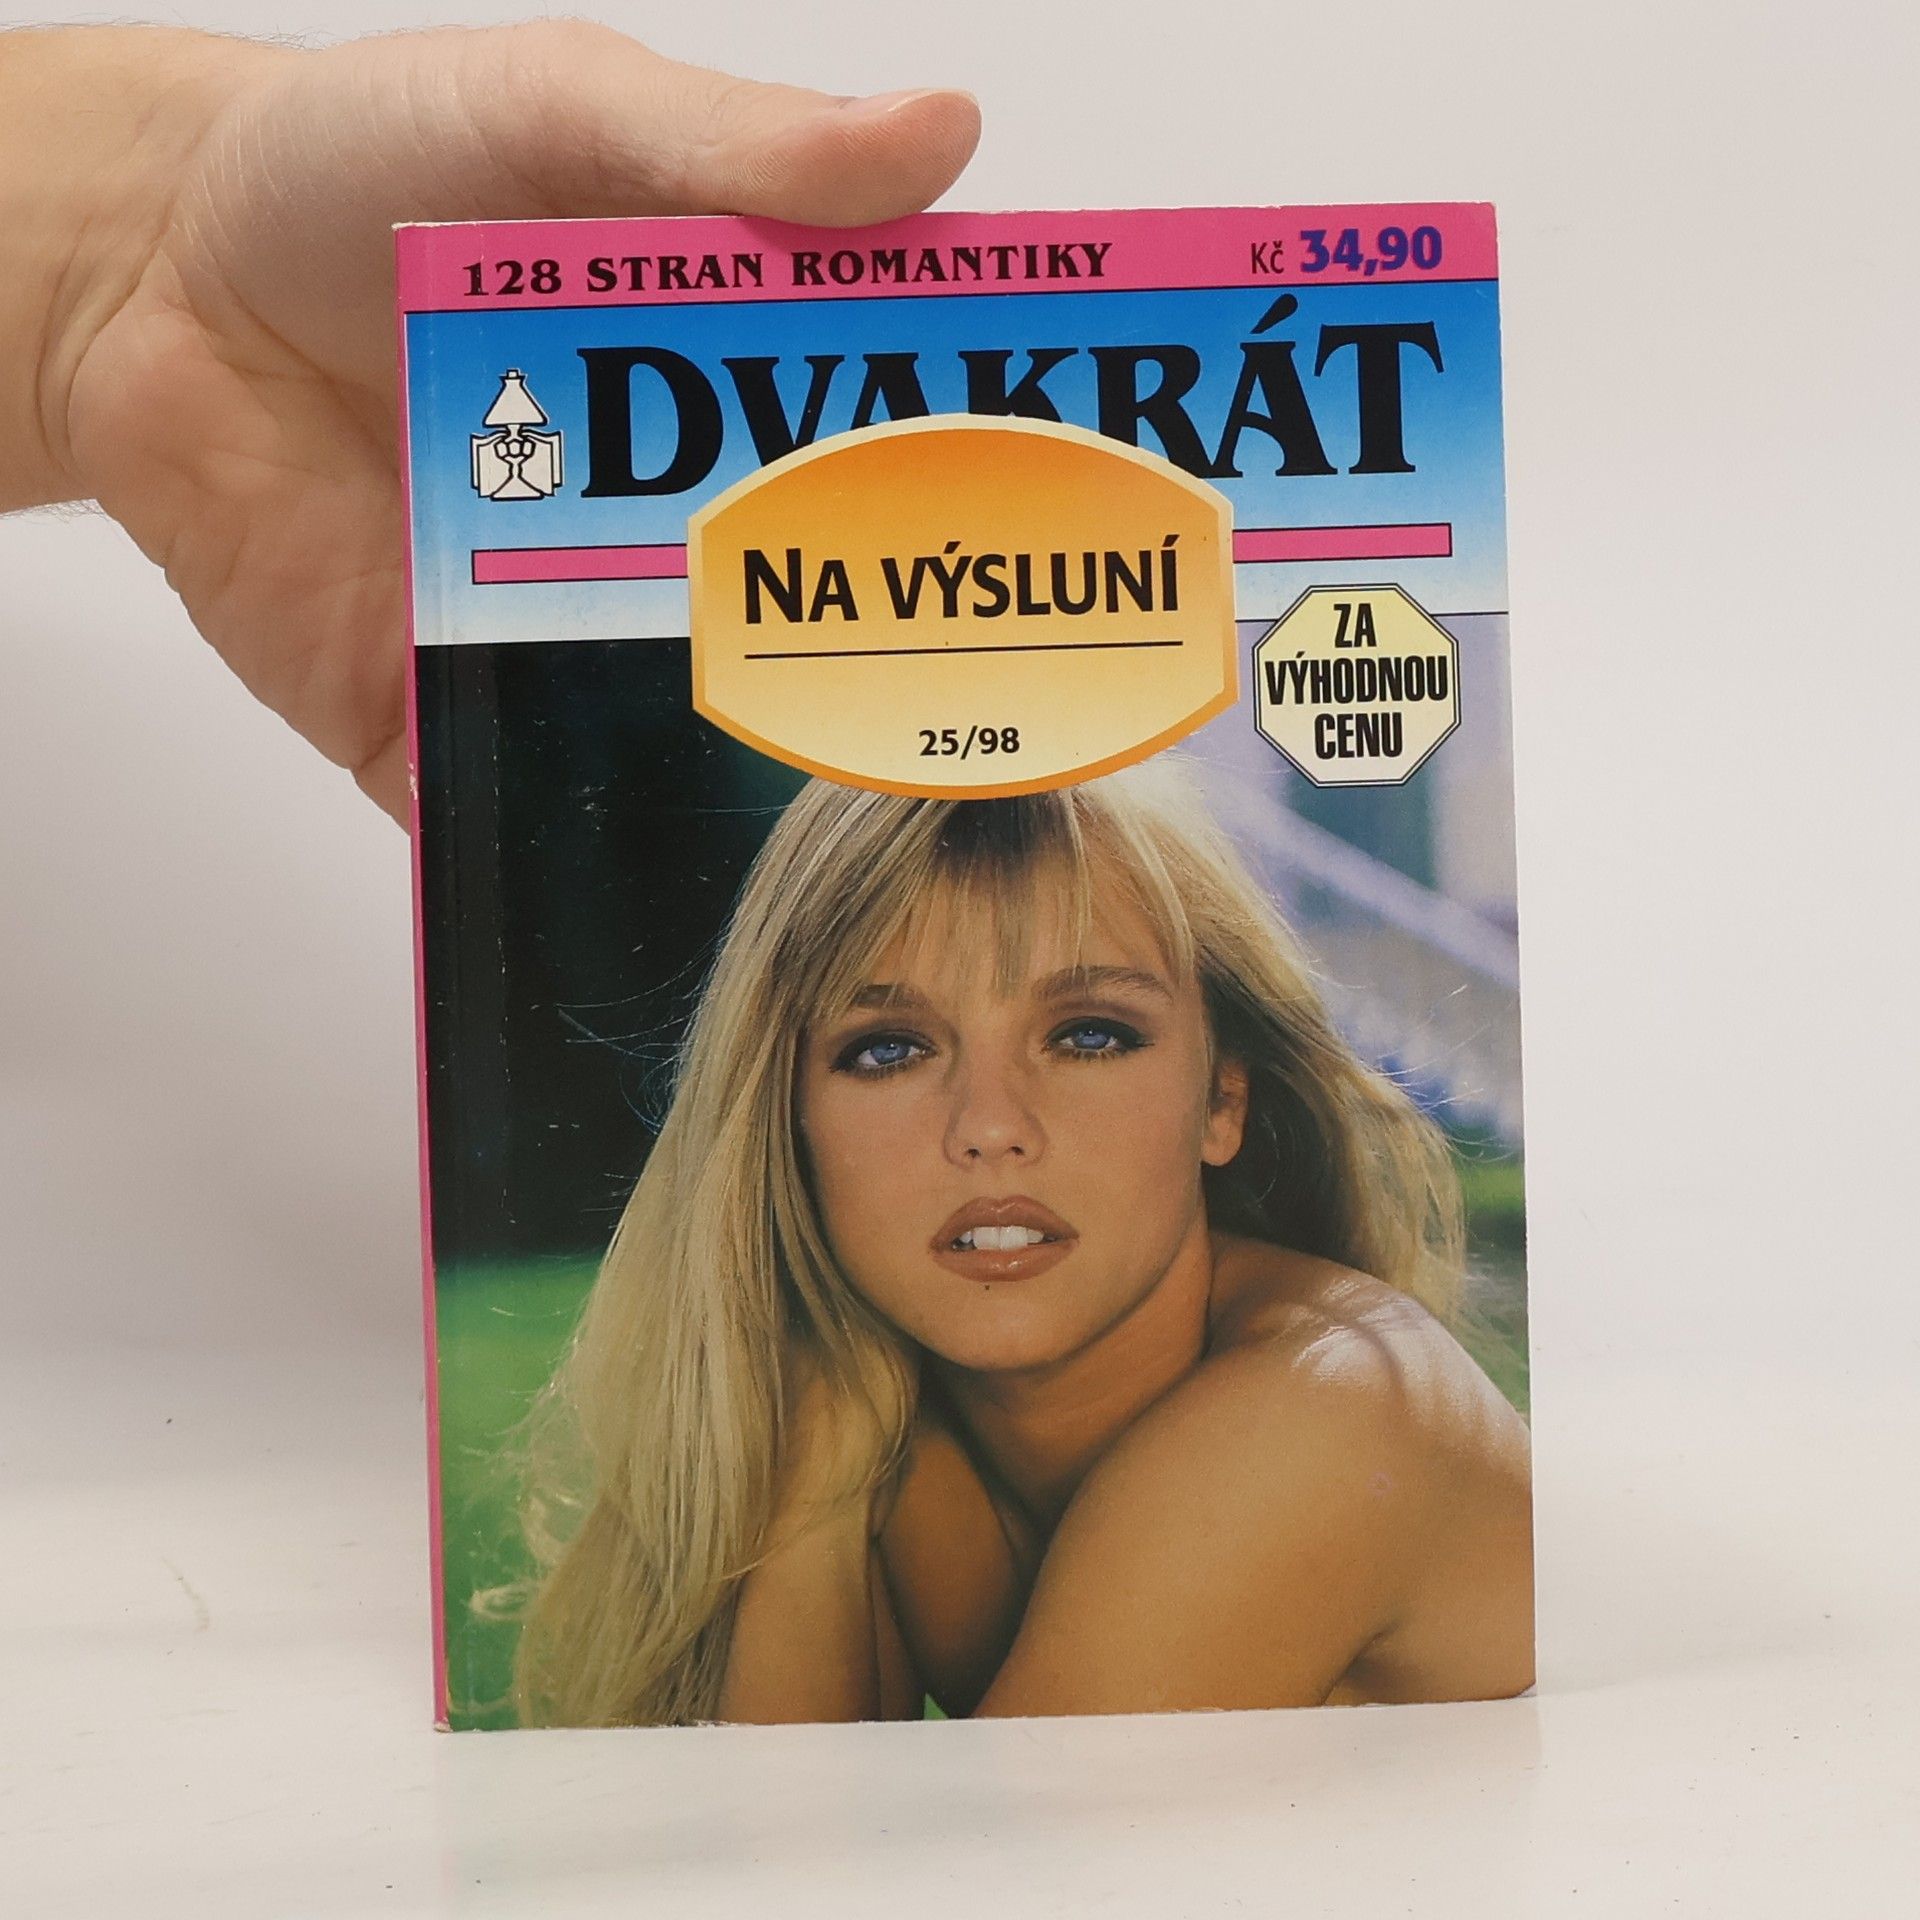 128 STRAN ROMANTIKY Kč 34,90
DVAKRÁT
NA VÝSLUNÍ
25/98
ZA
VÝHODNOU
CENU